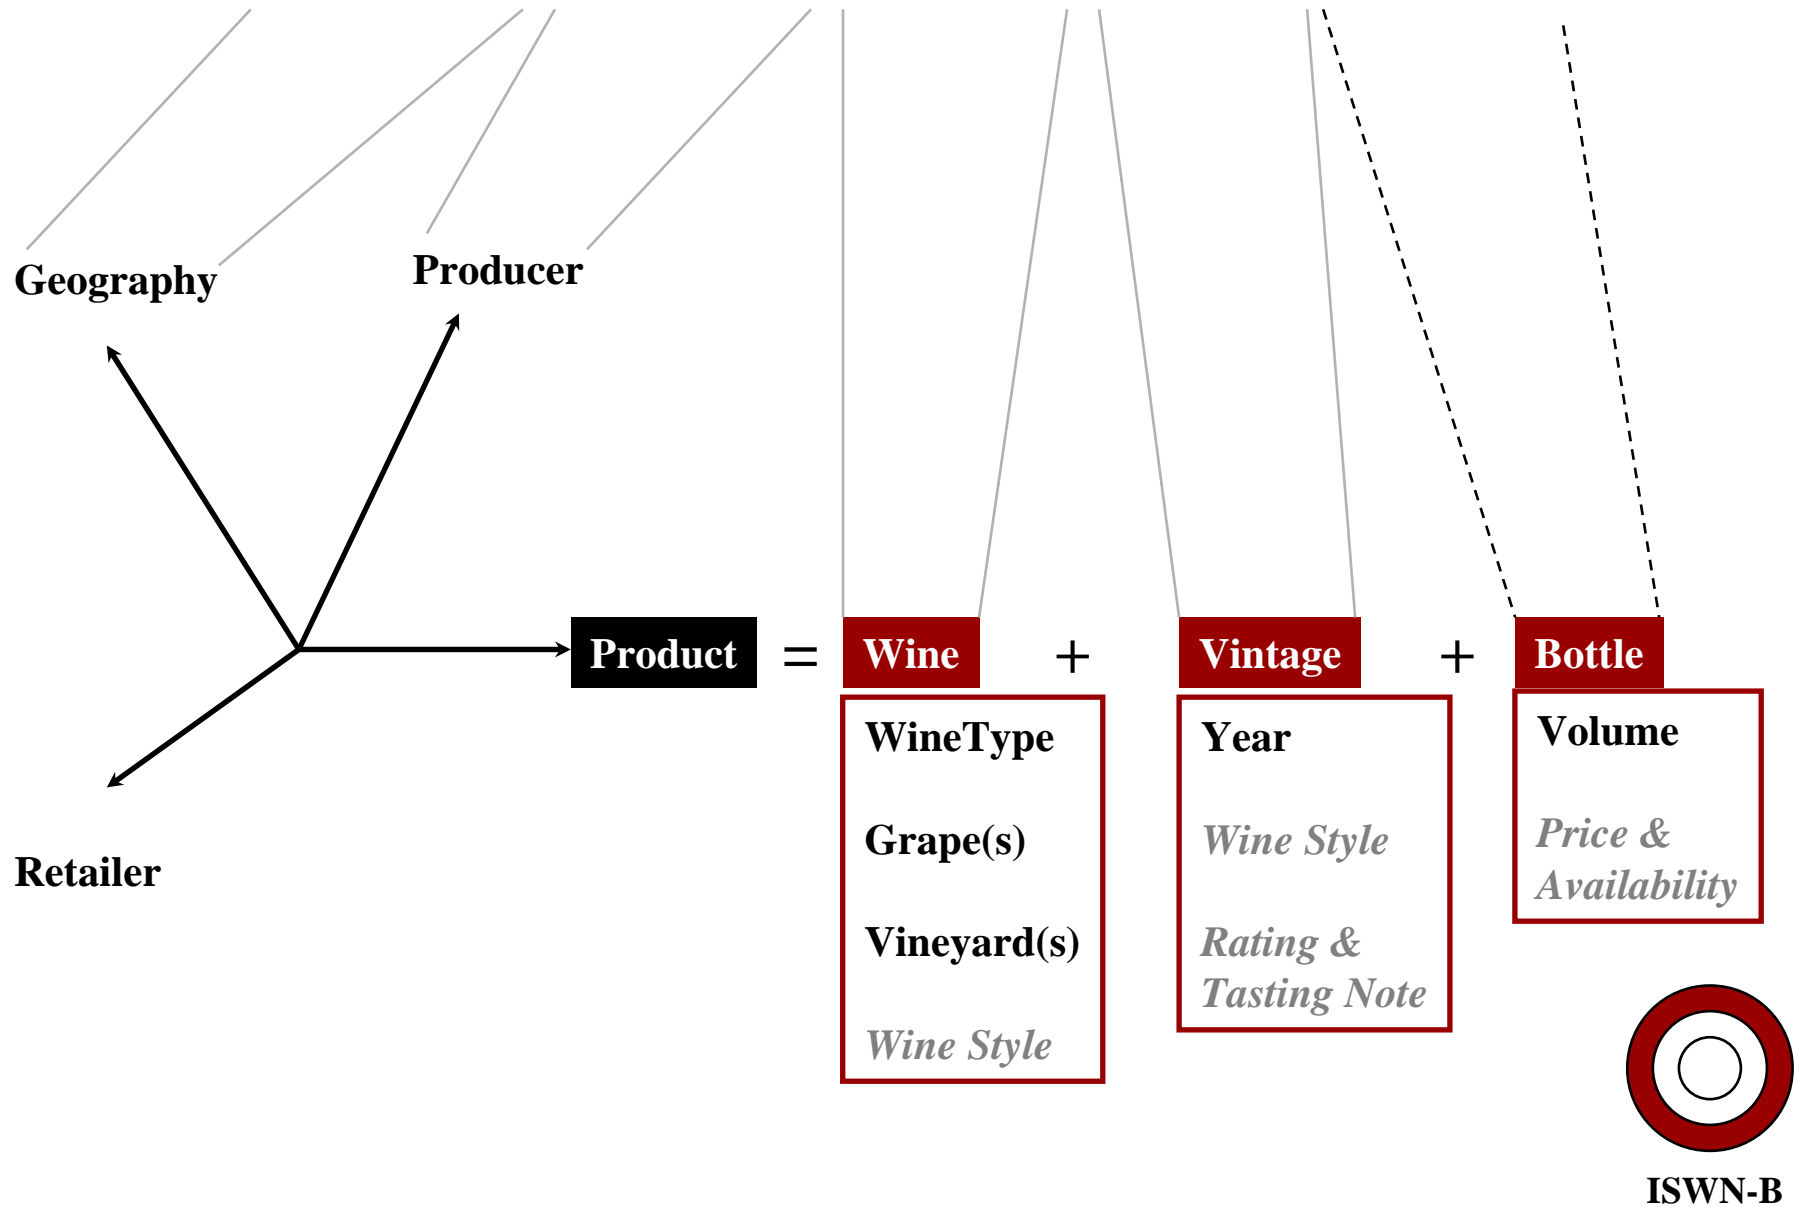 Geography
Producer
Product = Wine + Vintage + Bottle
WineType
Grape(s)
Vineyard(s)
Wine Style
Year
Wine Style
Rating &
Tasting Note
Volume
Price &
Availability
Retailer
ISWN-B